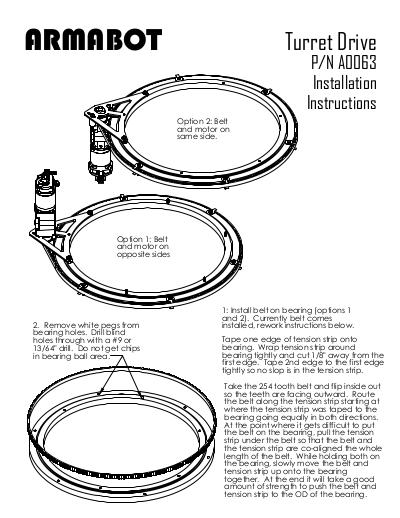 ARMABOT
Turret Drive
P/N A0063
Installation
Instructions
Option 2: Belt
and motor on
same side.
Option 1: Belt
and motor on
opposite sides
2.  Remove white pegs from
bearing holes.  Drill blind
holes through with a #9 or
13/64" drill.  Do not get chips
in bearing ball area.
1: Install belt on bearing (options 1
and 2).  Currently belt comes
installed, rework instructions below.
Tape one edge of tension strip onto
bearing.  Wrap tensions trip around
bearing tightly and cut 1/8" away from the
first edge.  Tape 2nd edge to the first edge
tightly so no slop is in the tension strip.
Take the 254 tooth belt and flip inside out
so the teeth are facing outward.  Route
the belt along the tension strip starting at
where the tension strip was taped to the
bearing going equally in both directions.
At the point where it gets difficult to put
the belt on the bearing, pull the tension
strip under the belt so that the belt and
the tension strip are co-aligned the whole
length of the belt.  While holding both on
the bearing, slowly move the belt and
tension strip up onto the bearing
together.  At the end it will take a good
amount of strength to push the belt and
tension strip to the OD of the bearing.